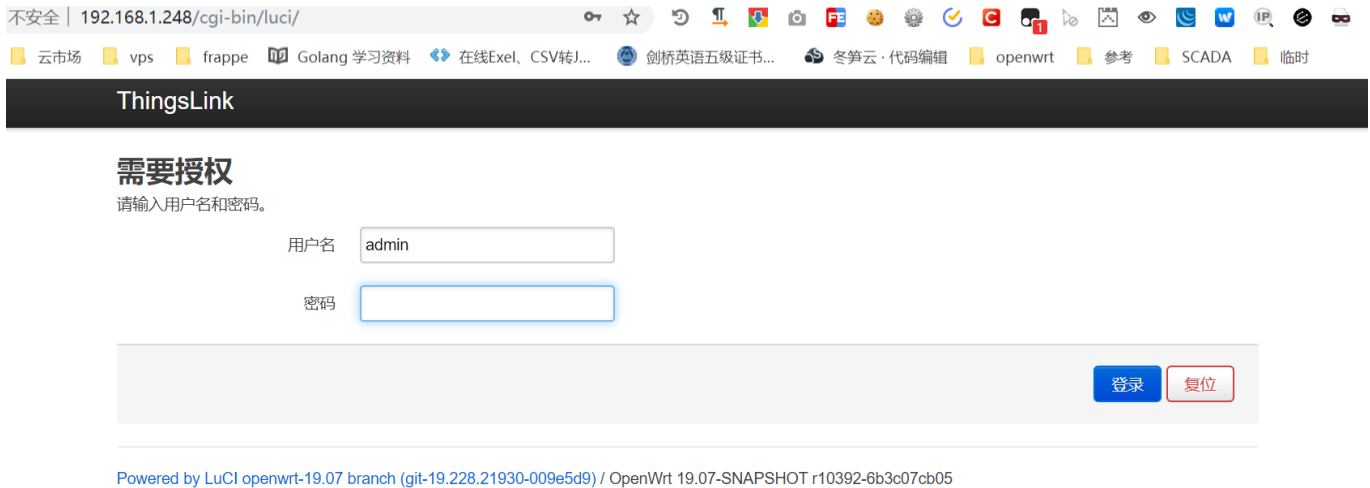 不安全 | 192.168.1.248/cgi-bin/luci/
云市场 vps frappe Golang 学习资料 在线Exel、CSV转J... 剑桥英语五级证书... 冬笋云·代码编辑 openwrt 参考 SCADA 临时
ThingsLink
需要授权
请输入用户名和密码。
用户名 admin
密码
登录 复位
Powered by LuCI openwrt-19.07 branch (git-19.228.21930-009e5d9) / OpenWrt 19.07-SNAPSHOT r10392-6b3c07cb05